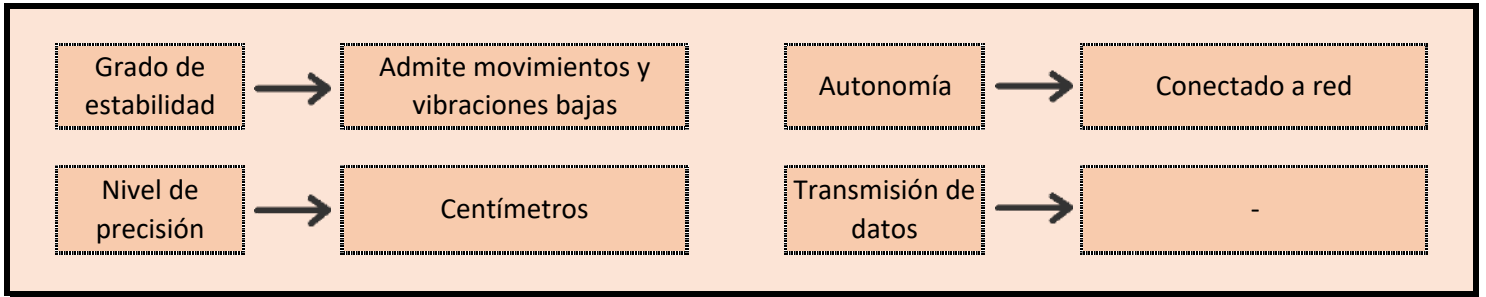 Grado de
estabilidad
Admite movimientos y
vibraciones bajas
Autonomía
Conectado a red
Nivel de
precisión
Centímetros
Transmisión de
datos
-